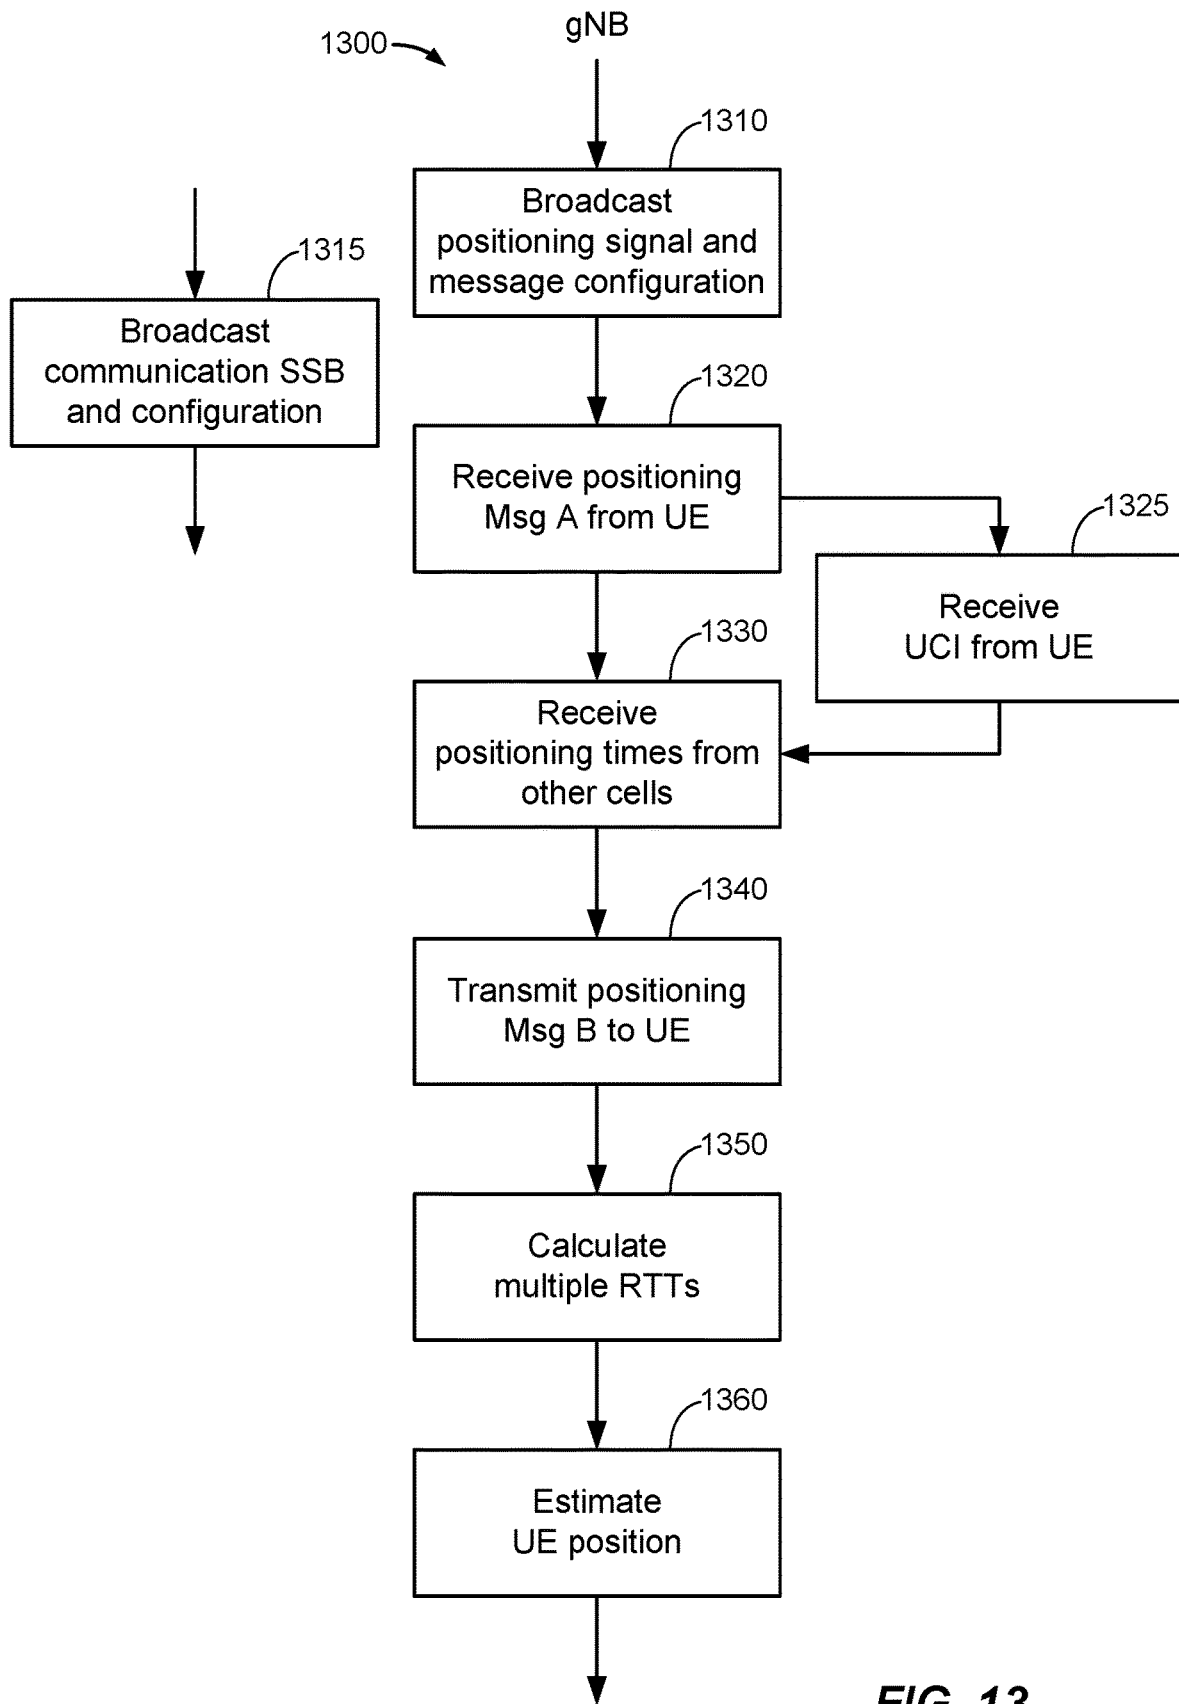 gNB
1300
1310
Broadcast
positioning signal and
message configuration
1315
Broadcast
communication SSB
and configuration
1320
Receive positioning
Msg A from UE
1325
Receive
UCI from UE
1330
Receive
positioning times from
other cells
1340
Transmit positioning
Msg B to UE
1350
Calculate
multiple RTTs
1360
Estimate
UE position
FIG. 13